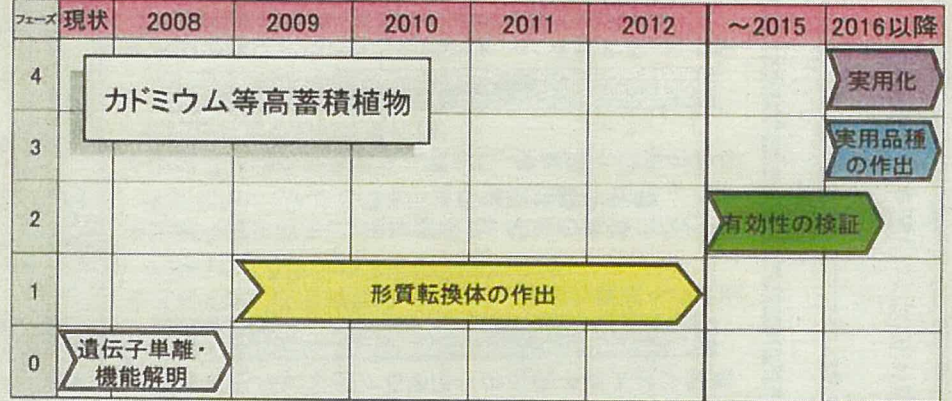 フェーズ 現状 2008 2009 2010 2011 2012 ～2015 2016以降
カドミウム等高蓄積植物
4 実用化
3 実用品種
の作出
2 有効性の検証
1 形質転換体の作出
0 遺伝子単離・
機能解明